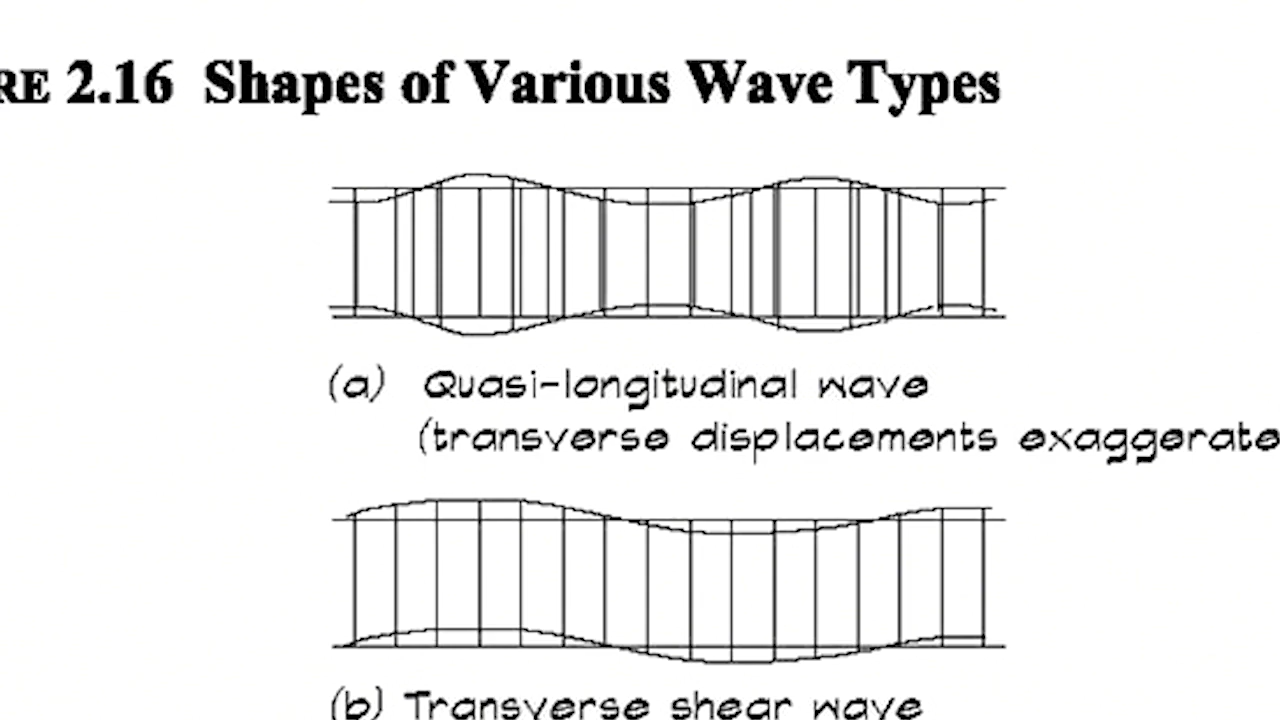 RE 2.16 Shapes of Various Wave Types
(a) Quasi-longitudinal wave
(transverse displacements exaggerate
(b) Transverse shear wave